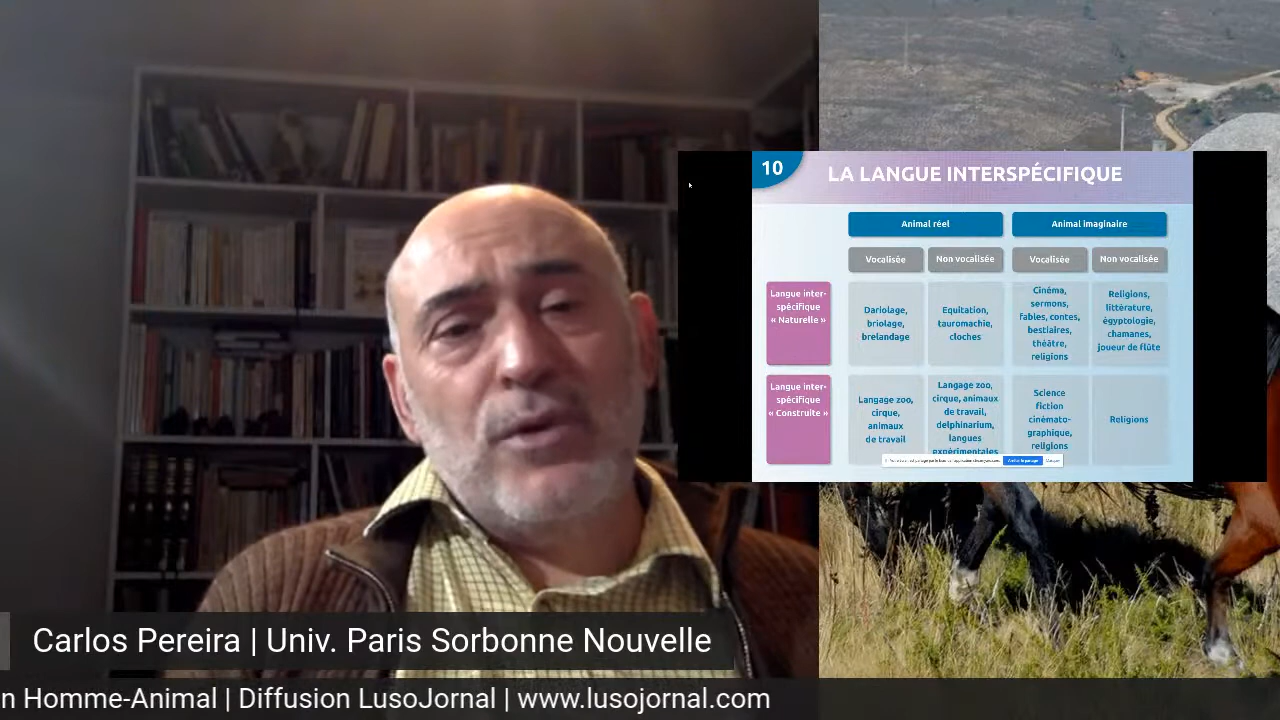 10
LA LANGUE INTERSPÉCIFIQUE
Animal réel
Animal imaginaire
Vocalisée
Non vocalisée
Vocalisée
Non vocalisée
Langue inter-
spécifique
« Naturelle »
Dariolage,
briolage,
brelandage
Equitation,
tauromachie,
cloches
Cinéma,
sermons,
fables, contes,
bestiaires,
théâtre,
religions
Religions,
littérature,
égyptologie,
chamanes,
joueur de flûte
Langue inter-
spécifique
« Construite »
Langage zoo,
cirque,
animaux
de travail
Langage zoo,
cirque, animaux
de travail,
delphinarium,
langues
expérimentales
Science
fiction
cinémato-
graphique,
religions
Religions
Carlos Pereira | Univ. Paris Sorbonne Nouvelle
n Homme-Animal | Diffusion LusoJornal | www.lusojornal.com